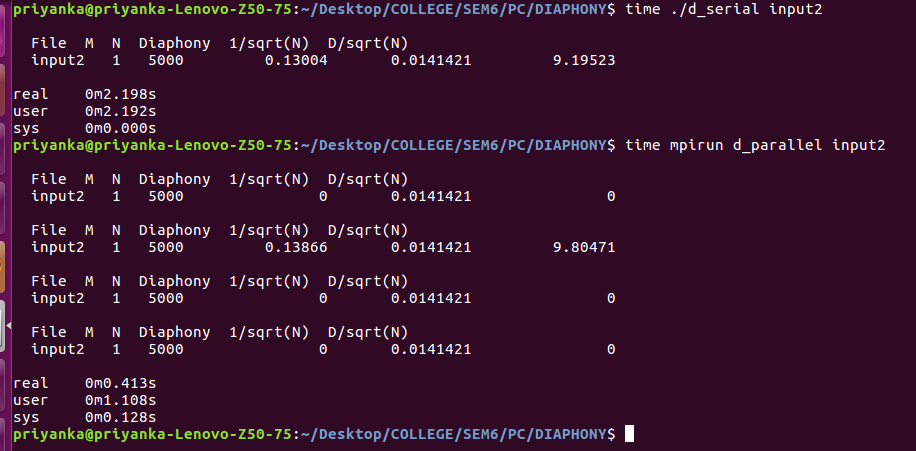 priyanka@priyanka-Lenovo-Z50-75:~/Desktop/COLLEGE/SEM6/PC/DIAPHONY$ time ./d_serial input2
File M N Diaphony 1/sqrt(N) D/sqrt(N)
input2 1 5000 0.13004 0.0141421 9.19523
real 0m2.198s
user 0m2.192s
sys 0m0.000s
priyanka@priyanka-Lenovo-Z50-75:~/Desktop/COLLEGE/SEM6/PC/DIAPHONY$ time mpirun d_parallel input2
File M N Diaphony 1/sqrt(N) D/sqrt(N)
input2 1 5000 0 0.0141421 0
File M N Diaphony 1/sqrt(N) D/sqrt(N)
input2 1 5000 0.13866 0.0141421 9.80471
File M N Diaphony 1/sqrt(N) D/sqrt(N)
input2 1 5000 0 0.0141421 0
File M N Diaphony 1/sqrt(N) D/sqrt(N)
input2 1 5000 0 0.0141421 0
real 0m0.413s
user 0m1.108s
sys 0m0.128s
priyanka@priyanka-Lenovo-Z50-75:~/Desktop/COLLEGE/SEM6/PC/DIAPHONY$